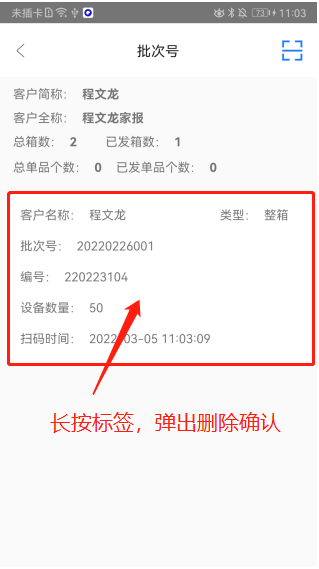 未插卡 73 11:03
批次号
客户简称： 程文龙
客户全称： 程文龙家报
总箱数： 2 已发箱数： 1
总单品个数： 0 已发单品个数： 0
客户名称： 程文龙 类型： 整箱
批次号： 20220226001
编号： 220223104
设备数量： 50
扫码时间： 2022-03-05 11:03:09
长按标签，弹出删除确认